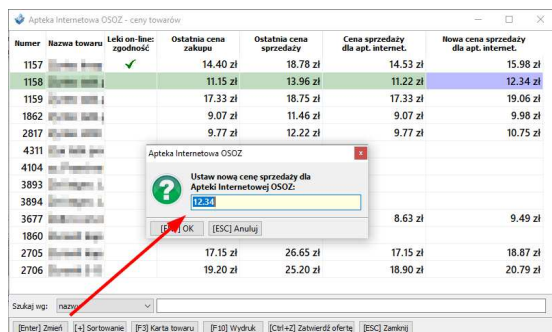 Apteka Internetowa OSOZ - ceny towarów
Numer Nazwa towaru Leki on-line: zgodność Ostatnia cena zakupu Ostatnia cena sprzedaży Cena sprzedaży dla apt. internet. Nowa cena sprzedaży dla apt. internet.
1157 ✓ 14.40 zł 18.78 zł 14.53 zł 15.98 zł
1158 11.15 zł 13.96 zł 11.22 zł 12.34 zł
1159 17.33 zł 18.75 zł 17.33 zł 19.06 zł
1862 9.07 zł 11.46 zł 9.07 zł 9.98 zł
2817 9.77 zł 12.22 zł 9.77 zł 10.75 zł
4311
4104
3893
3894
3677 8.63 zł 9.49 zł
1860
2705 17.15 zł 26.65 zł 17.15 zł 18.87 zł
2706 19.20 zł 25.20 zł 18.90 zł 20.79 zł
Apteka Internetowa OSOZ
Ustaw nową cenę sprzedaży dla
Apteki Internetowej OSOZ:
12.34
OK [ESC] Anuluj
Szukaj wg:
[Enter] Zmień [+] Sortowanie [F3] Karta towaru [F10] Wydruk [Ctrl+Z] Zatwierdź ofertę [ESC] Zamknij